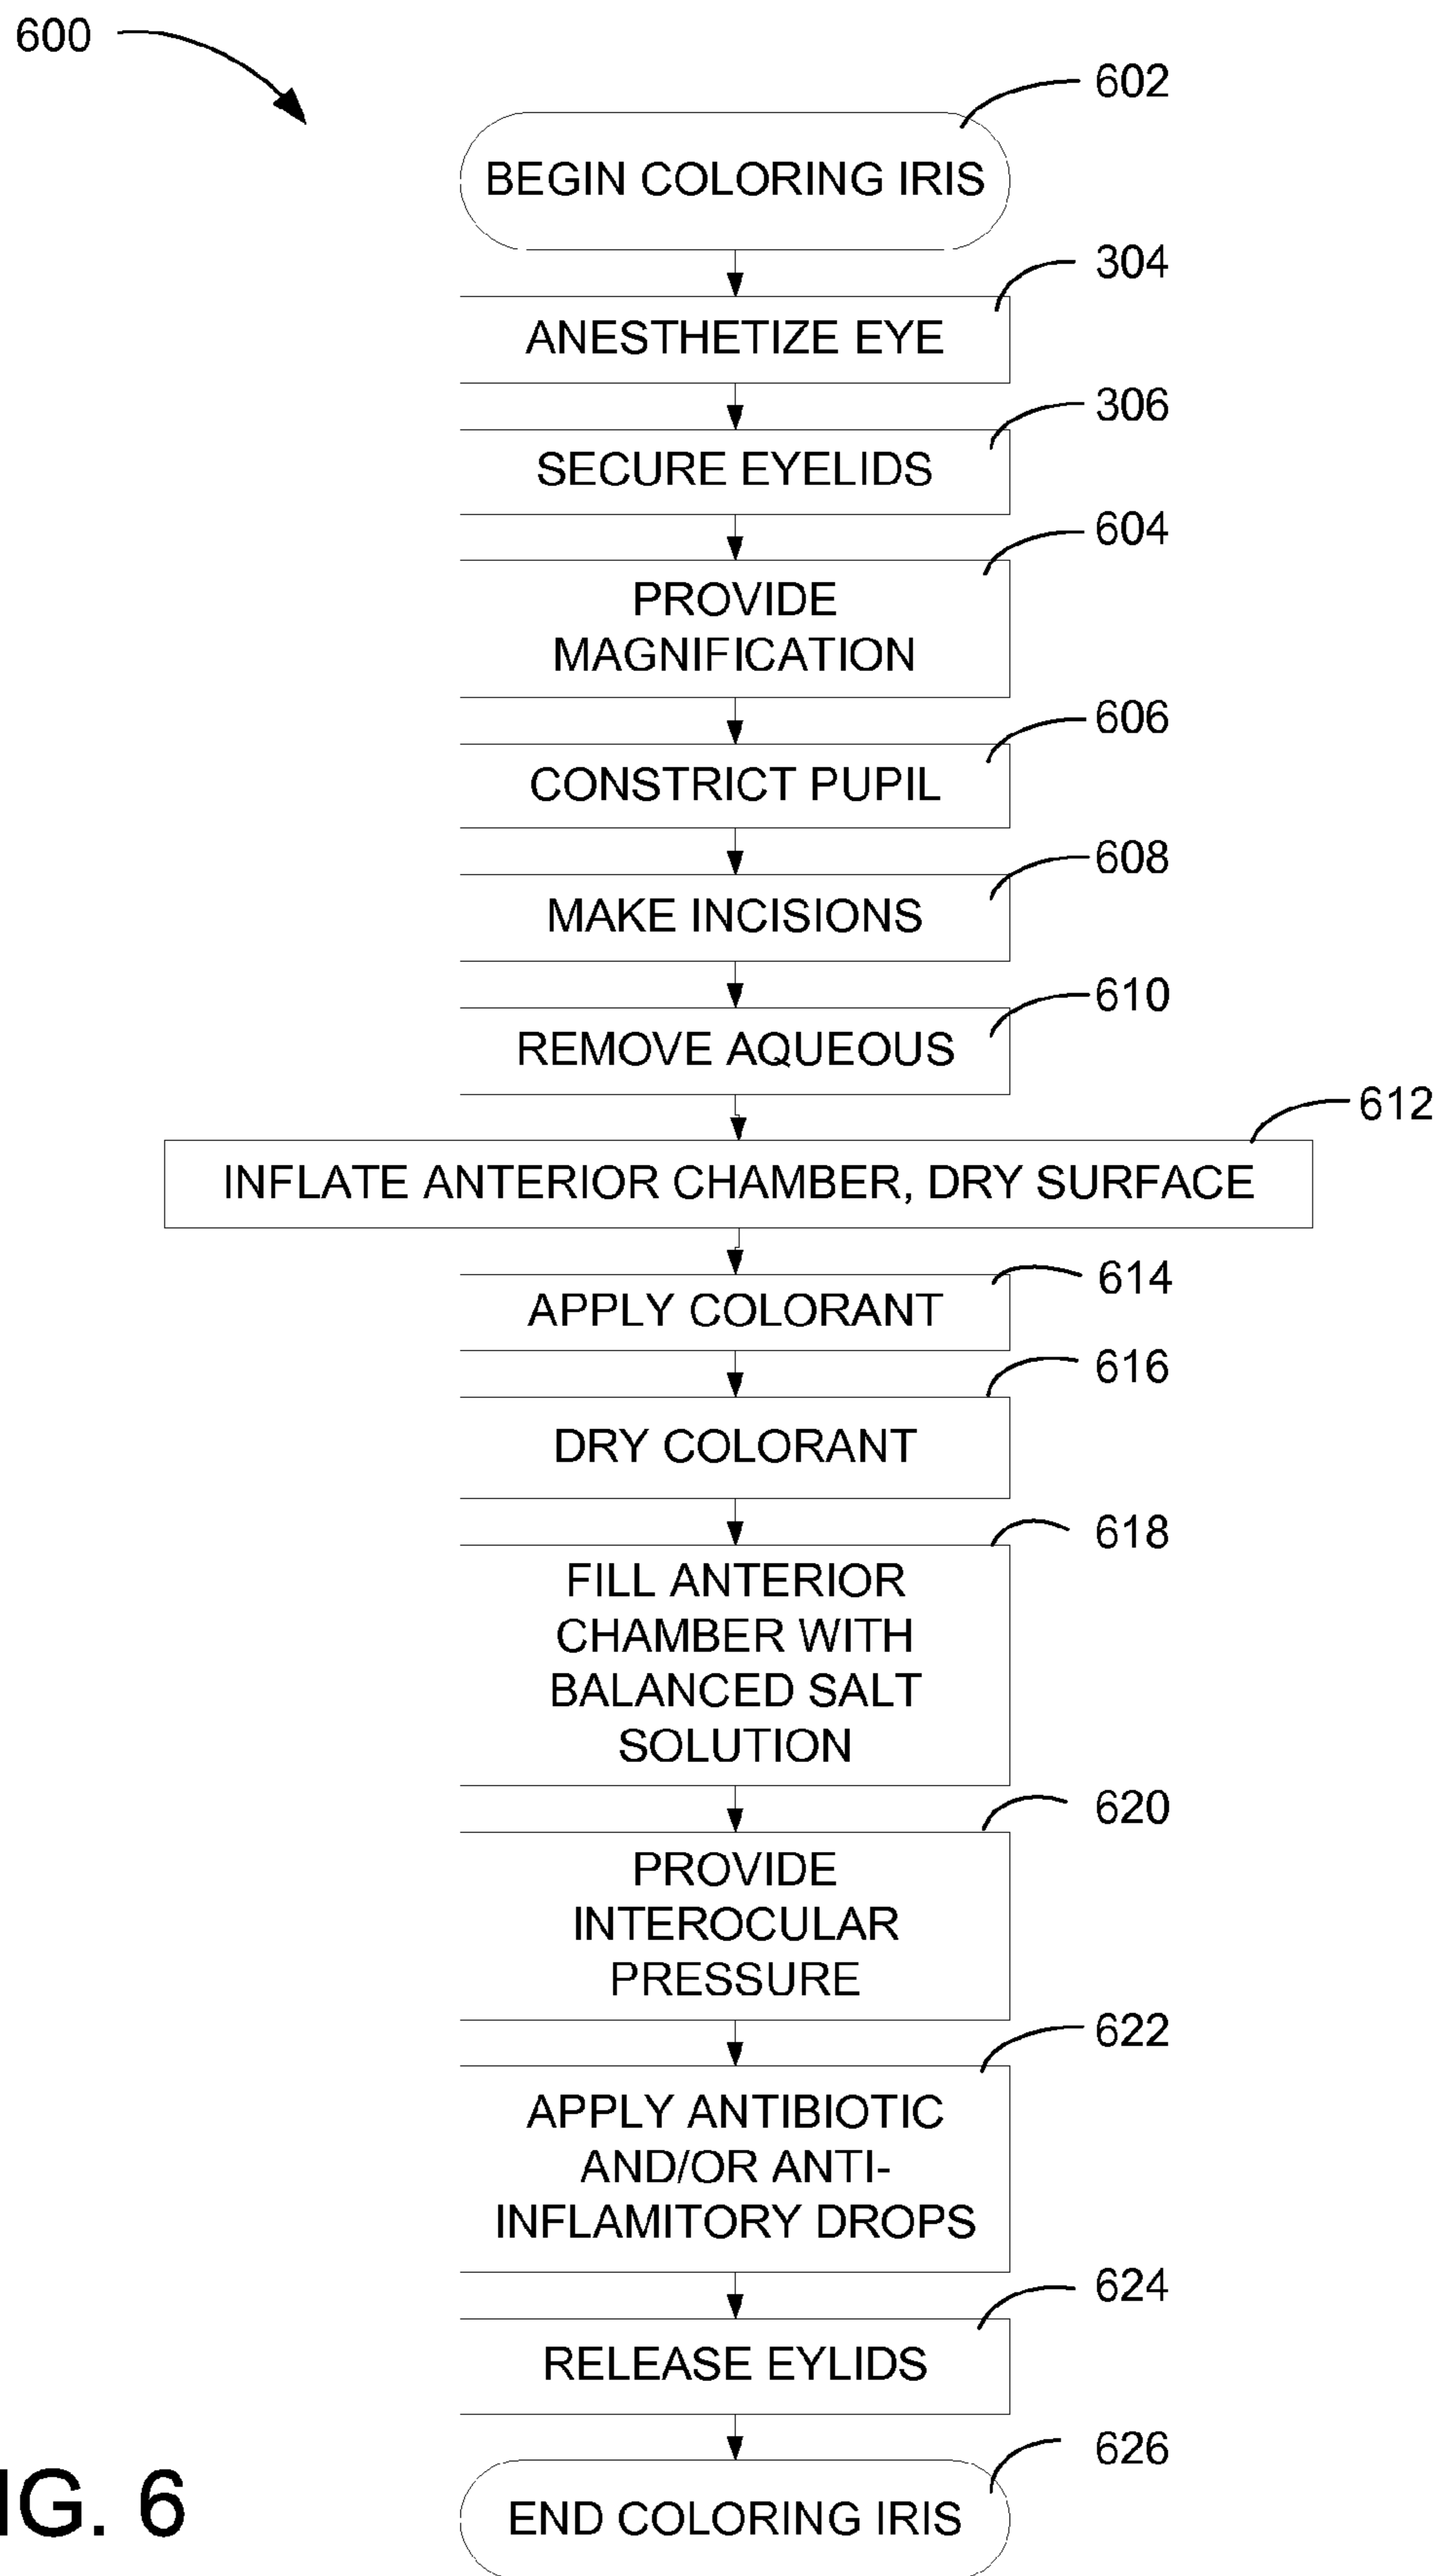 600
602
BEGIN COLORING IRIS
304
ANESTHETIZE EYE
306
SECURE EYELIDS
604
PROVIDE
MAGNIFICATION
606
CONSTRICT PUPIL
608
MAKE INCISIONS
610
REMOVE AQUEOUS
612
INFLATE ANTERIOR CHAMBER, DRY SURFACE
614
APPLY COLORANT
616
DRY COLORANT
618
FILL ANTERIOR
CHAMBER WITH
BALANCED SALT
SOLUTION
620
PROVIDE
INTEROCULAR
PRESSURE
622
APPLY ANTIBIOTIC
AND/OR ANTI-
INFLAMITORY DROPS
624
RELEASE EYLIDS
626
END COLORING IRIS
IG. 6